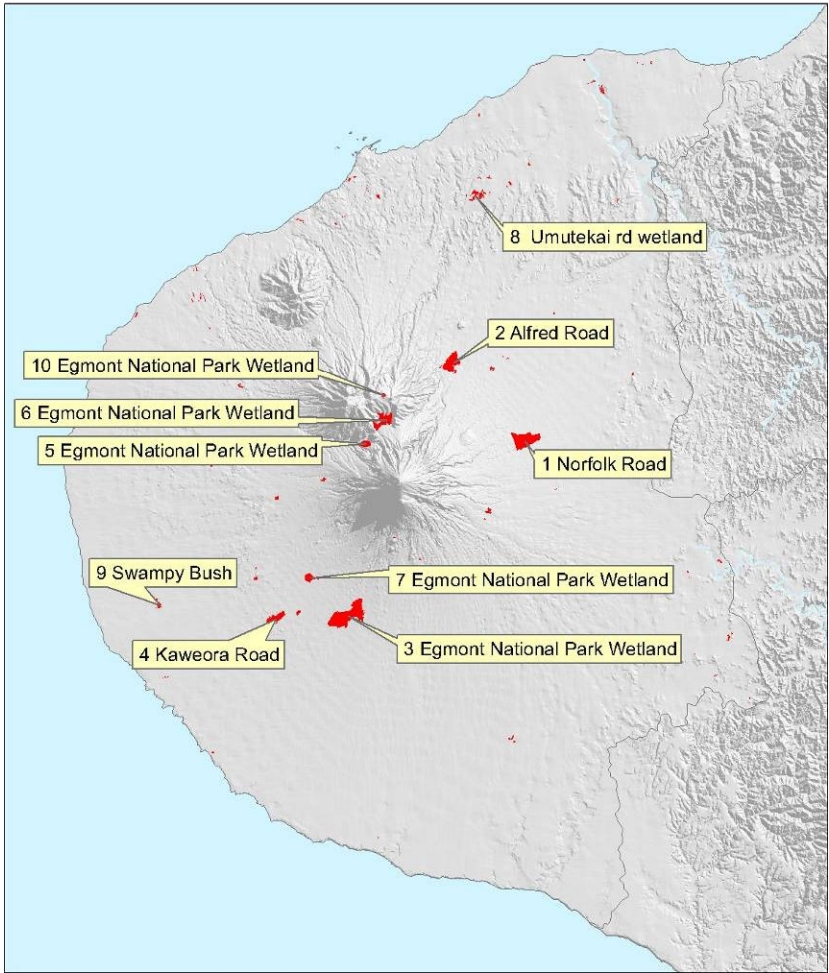 8 Umutekai rd wetland
2 Alfred Road
10 Egmont National Park Wetland
6 Egmont National Park Wetland
5 Egmont National Park Wetland
1 Norfolk Road
9 Swampy Bush
7 Egmont National Park Wetland
4 Kaweora Road
3 Egmont National Park Wetland